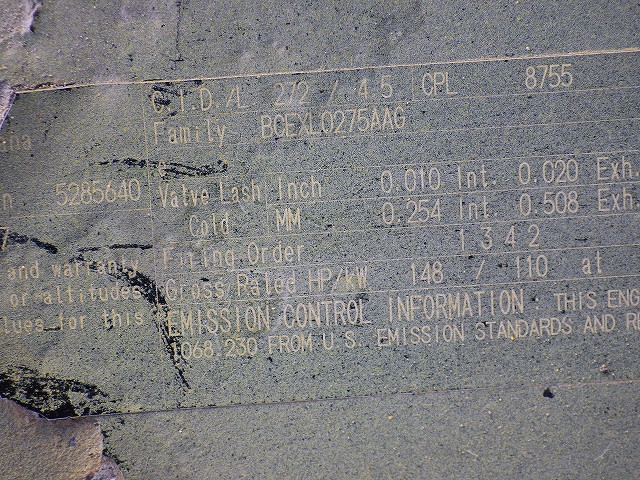 C.I.D./L 272 / 4.5 CPL 8755
Family BCEXL0275AAG
5285640 Valve Lash Inch 0.010 Int. 0.020 Exh.
Cold MM 0.254 Int. 0.508 Exh.
Firing Order 1 3 4 2
and warranty
or altitudes Gross Rated HP/kW 148 / 110 at
for this EMISSION CONTROL INFORMATION THIS ENG
1068.230 FROM U.S. EMISSION STANDARDS AND RE